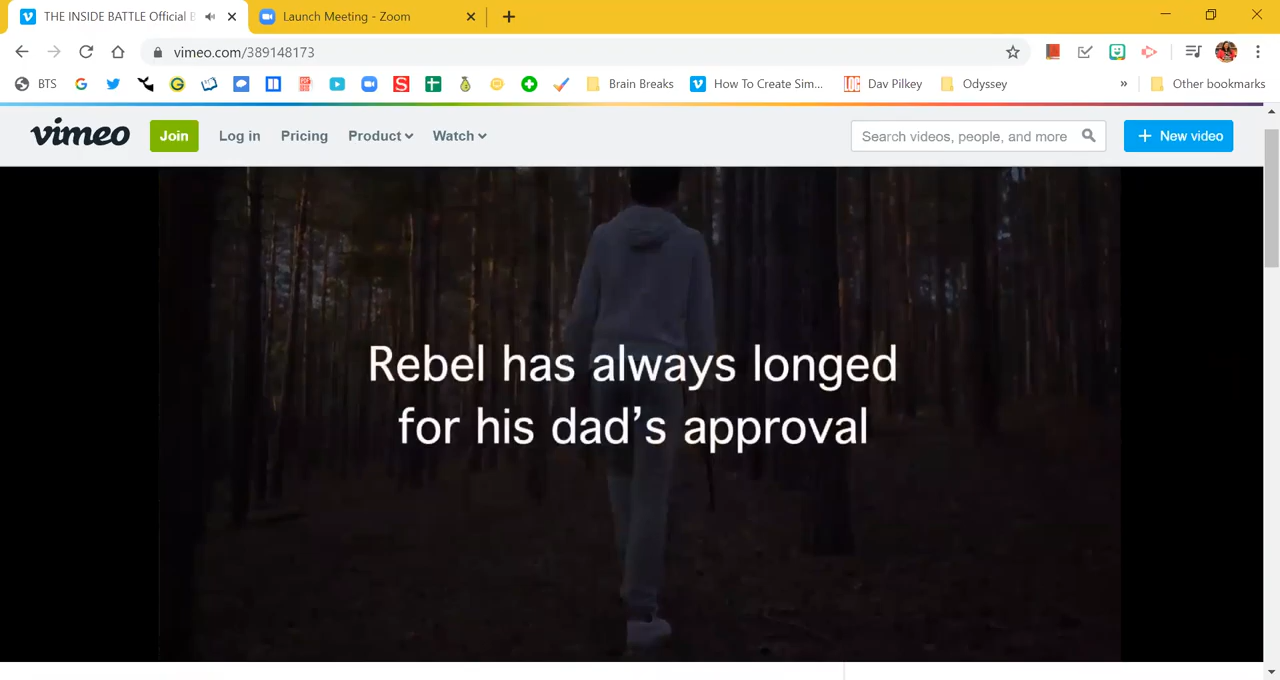 THE INSIDE BATTLE Official
Launch Meeting - Zoom
vimeo.com/389148173
BTS
Brain Breaks
How To Create Sim...
Dav Pilkey
Odyssey
»
Other bookmarks
vimeo
Join
Log in
Pricing
Product
Watch
Search videos, people, and more
+ New video
Rebel has always longed
for his dad’s approval